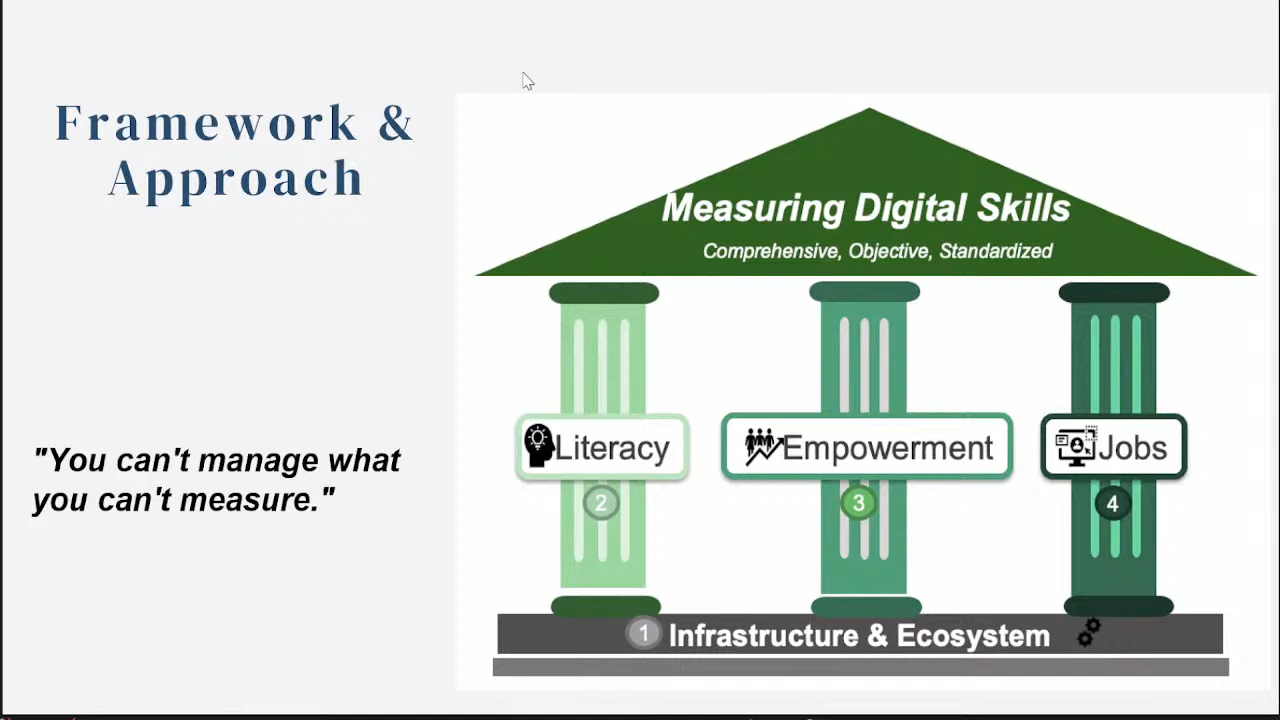 Framework &
Approach
"You can't manage what
you can't measure."
Measuring Digital Skills
Comprehensive, Objective, Standardized
Literacy
Empowerment
Jobs
2
3
4
1 Infrastructure & Ecosystem